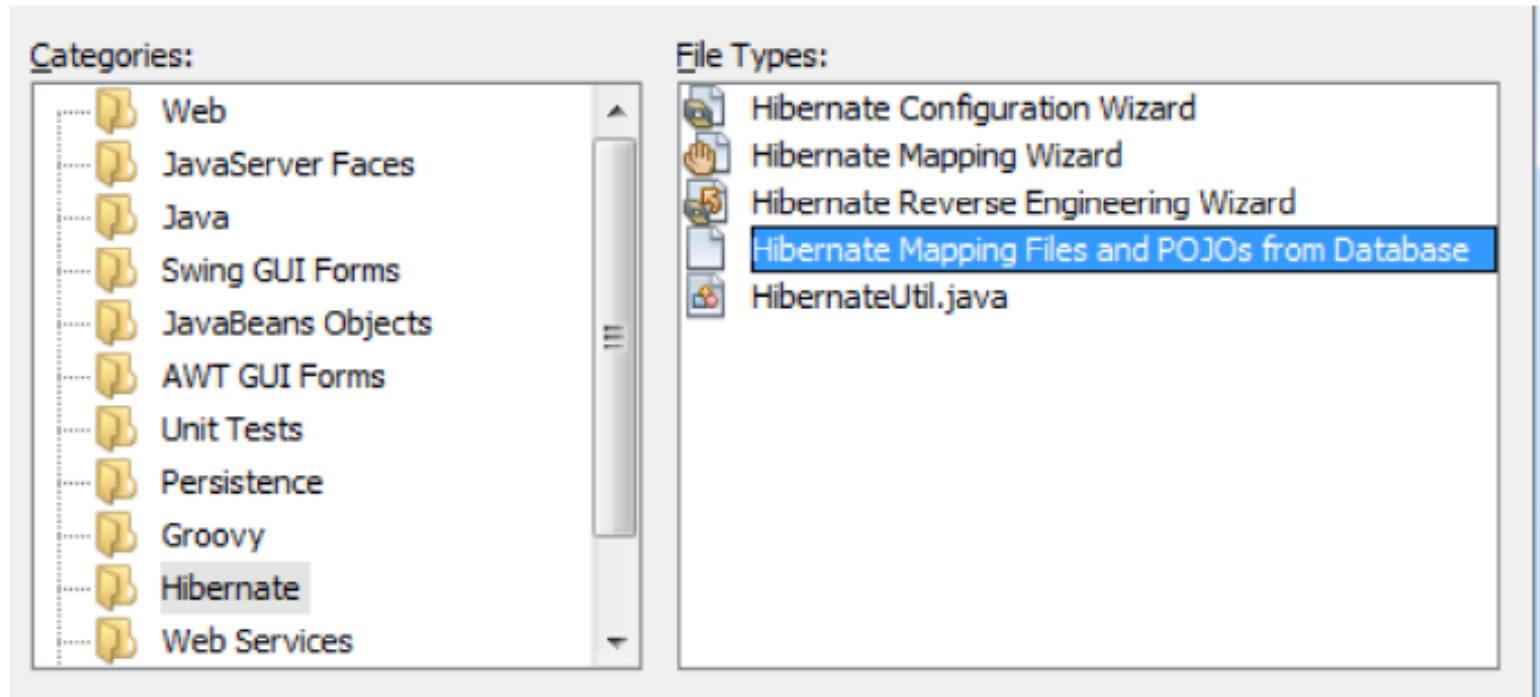 Categories:
Web
JavaServer Faces
Java
Swing GUI Forms
JavaBeans Objects
AWT GUI Forms
Unit Tests
Persistence
Groovy
Hibernate
Web Services
File Types:
Hibernate Configuration Wizard
Hibernate Mapping Wizard
Hibernate Reverse Engineering Wizard
Hibernate Mapping Files and POJOs from Database
HibernateUtil.java